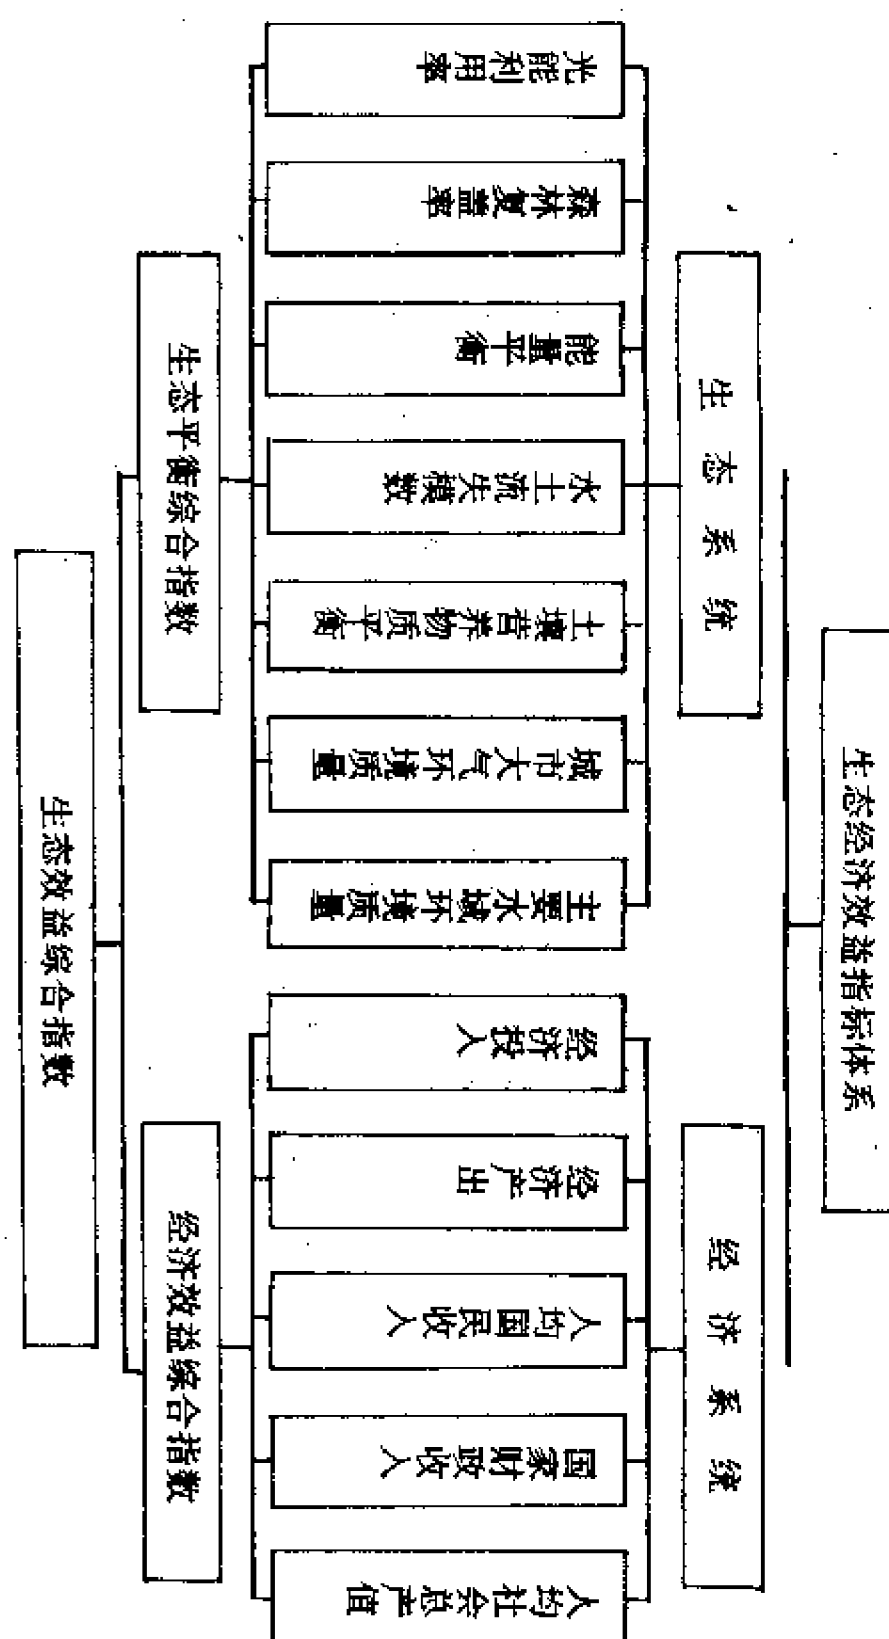 生态经济效益指标体系
生态系统
经济系统
光能利用率
森林复盖率
能量平衡
水土流失模数
土壤营养物质平衡
城市大气环境质量
主要水域环境质量
经济投入
经济产出
人均国民收入
国家财政收入
人均社会总产值
生态平衡综合指数
经济效益综合指数
生态效益综合指数